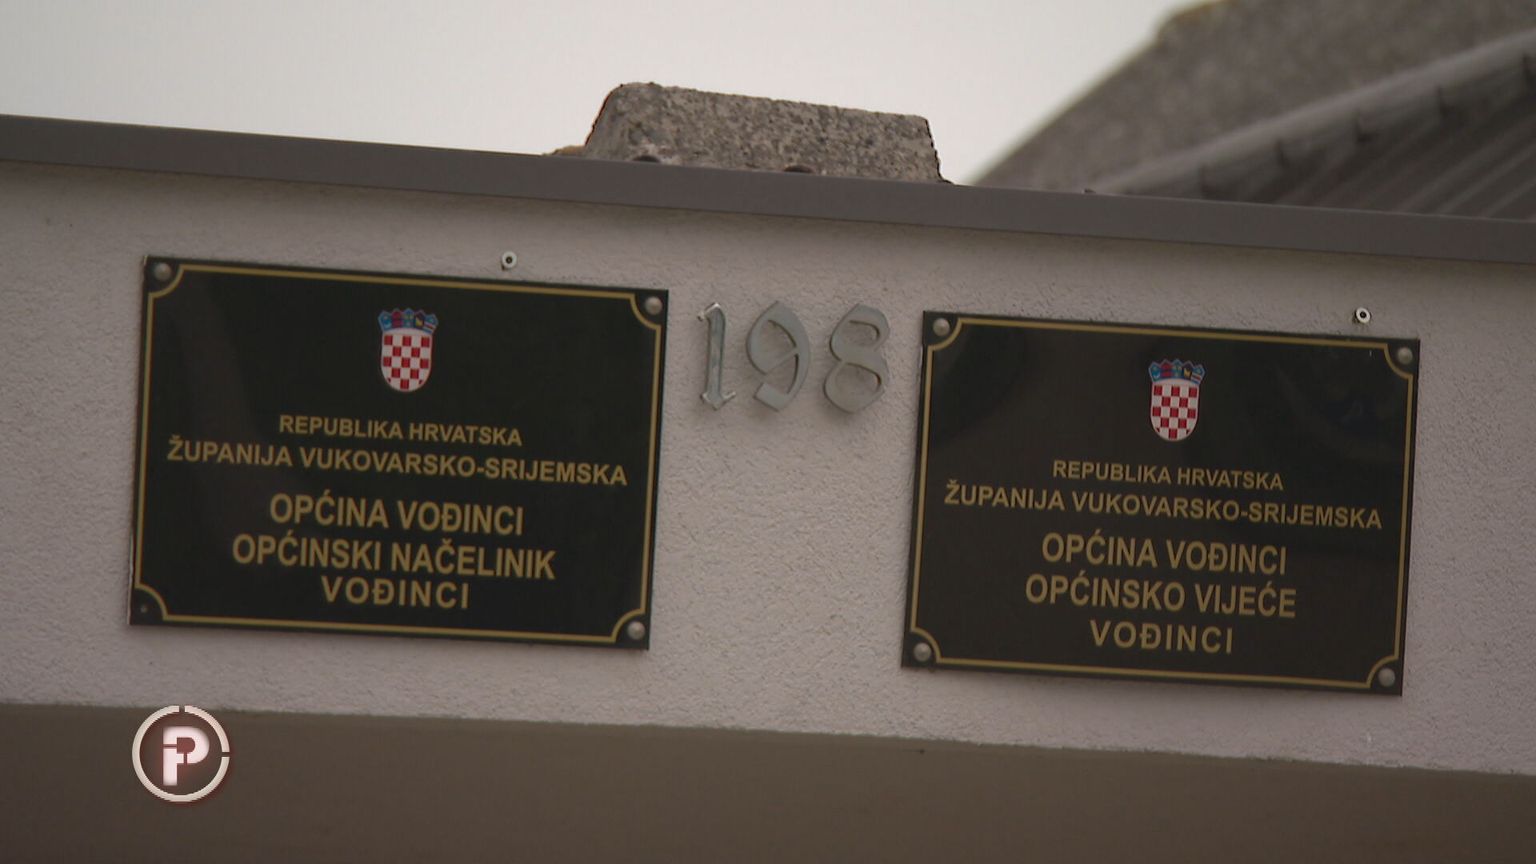 REPUBLIKA HRVATSKA
ŽUPANIJA VUKOVARSKO-SRIJEMSKA
OPĆINA VOĐINCI
OPĆINSKI NAČELINIK
VOĐINCI
198
REPUBLIKA HRVATSKA
ŽUPANIJA VUKOVARSKO-SRIJEMSKA
OPĆINA VOĐINCI
OPĆINSKO VIJEĆE
VOĐINCI
P